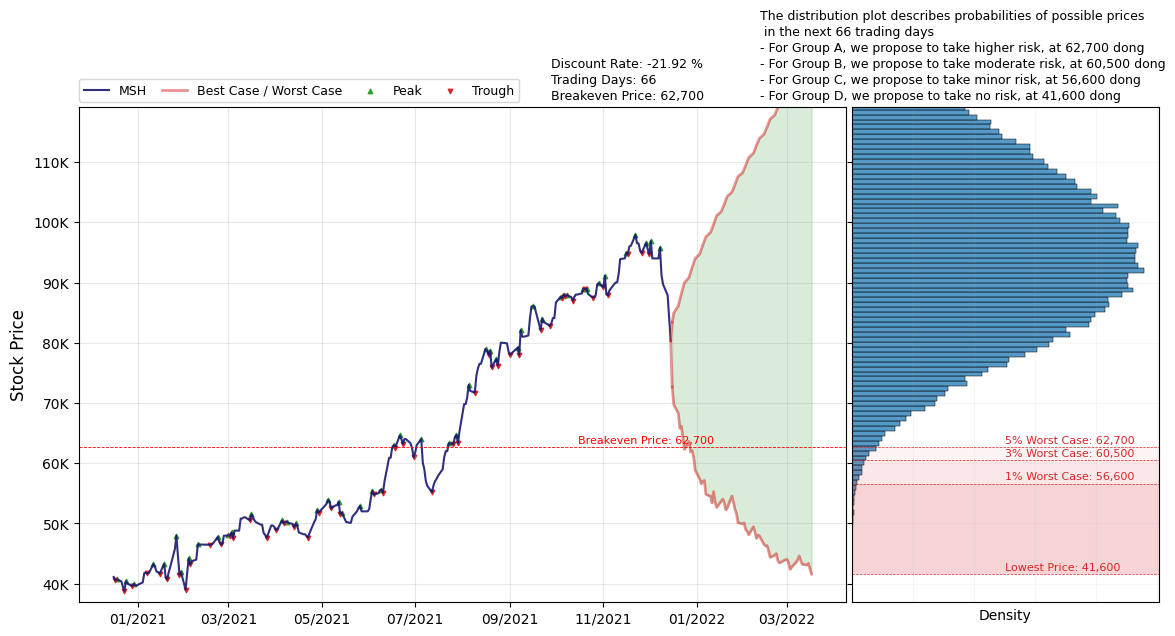 The distribution plot describes probabilities of possible prices
in the next 66 trading days
- For Group A, we propose to take higher risk, at 62,700 dong
- For Group B, we propose to take moderate risk, at 60,500 dong
- For Group C, we propose to take minor risk, at 56,600 dong
- For Group D, we propose to take no risk, at 41,600 dong
Discount Rate: -21.92 %
Trading Days: 66
Breakeven Price: 62,700
MSH Best Case / Worst Case Peak Trough
Stock Price
110K
100K
90K
80K
70K
60K
50K
40K
Breakeven Price: 62,700
5% Worst Case: 62,700
3% Worst Case: 60,500
1% Worst Case: 56,600
Lowest Price: 41,600
01/2021 03/2021 05/2021 07/2021 09/2021 11/2021 01/2022 03/2022
Density